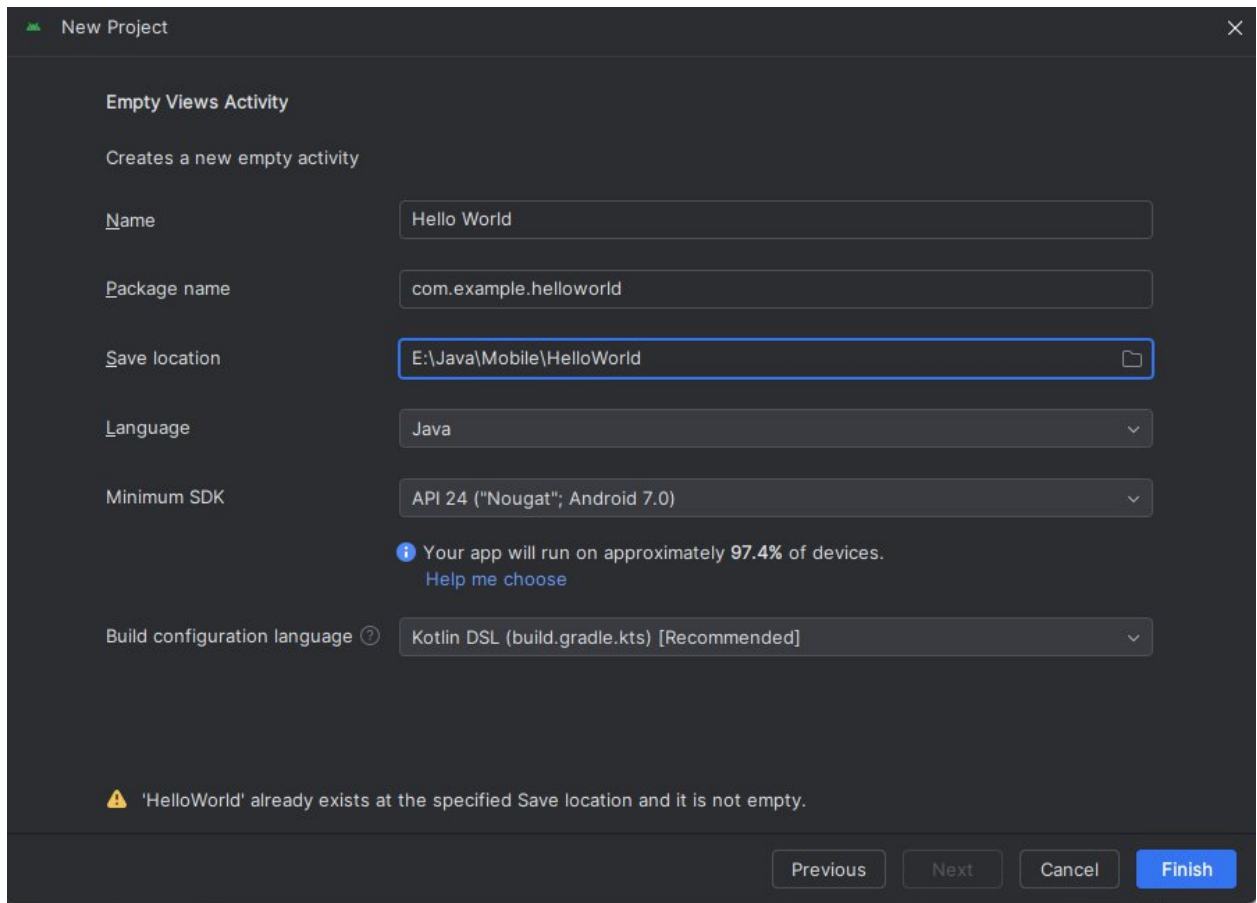 New Project
Empty Views Activity
Creates a new empty activity
Name
Hello World
Package name
com.example.helloworld
Save location
E:\Java\Mobile\HelloWorld
Language
Java
Minimum SDK
API 24 ("Nougat"; Android 7.0)
Your app will run on approximately 97.4% of devices.
Help me choose
Build configuration language
Kotlin DSL (build.gradle.kts) [Recommended]
'HelloWorld' already exists at the specified Save location and it is not empty.
Previous
Next
Cancel
Finish